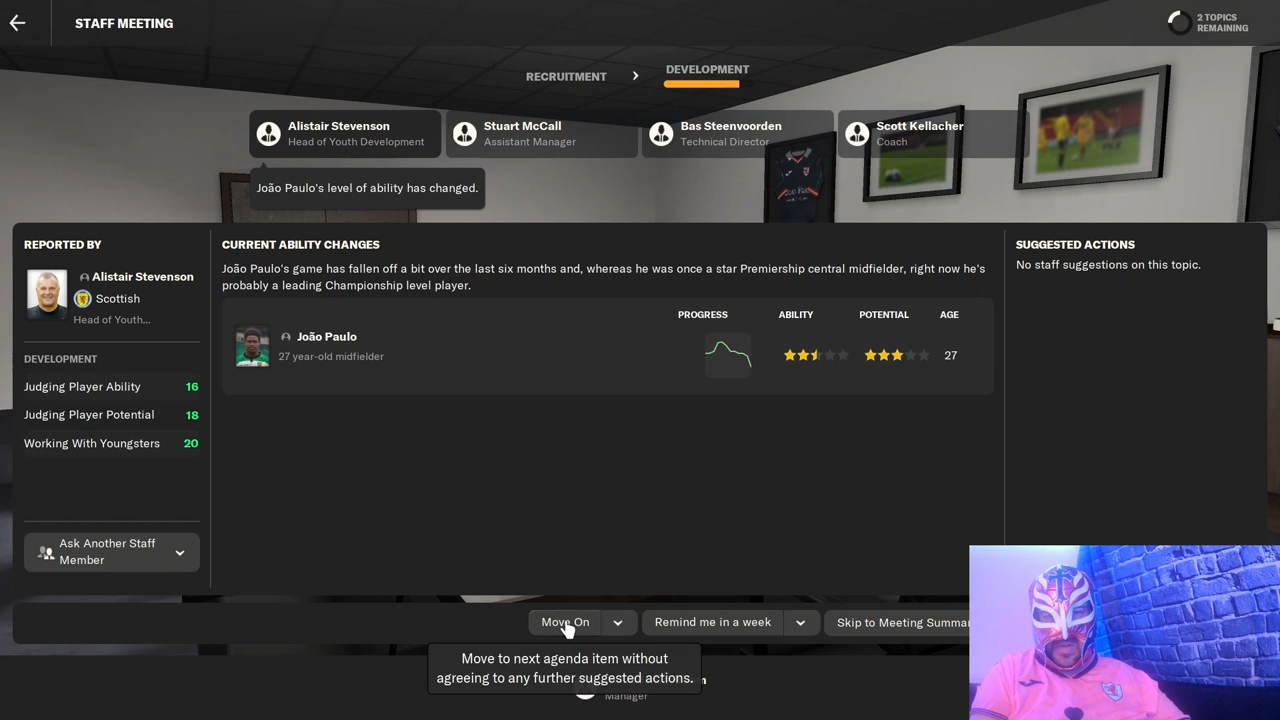 STAFF MEETING
2 TOPICS
REMAINING
RECRUITMENT
DEVELOPMENT
Alistair Stevenson
Head of Youth Development
Stuart McCall
Assistant Manager
Bas Steenvoorden
Technical Director
Scott Kellacher
Coach
João Paulo's level of ability has changed.
REPORTED BY
Alistair Stevenson
Scottish
Head of Youth...
DEVELOPMENT
Judging Player Ability 16
Judging Player Potential 18
Working With Youngsters 20
Ask Another Staff
Member
CURRENT ABILITY CHANGES
João Paulo's game has fallen off a bit over the last six months and, whereas he was once a star Premiership central midfielder, right now he's
probably a leading Championship level player.
PROGRESS ABILITY POTENTIAL AGE
João Paulo
27 year-old midfielder
27
SUGGESTED ACTIONS
No staff suggestions on this topic.
Move On
Remind me in a week
Skip to Meeting Summar
Move to next agenda item without
agreeing to any further suggested actions.
Manager